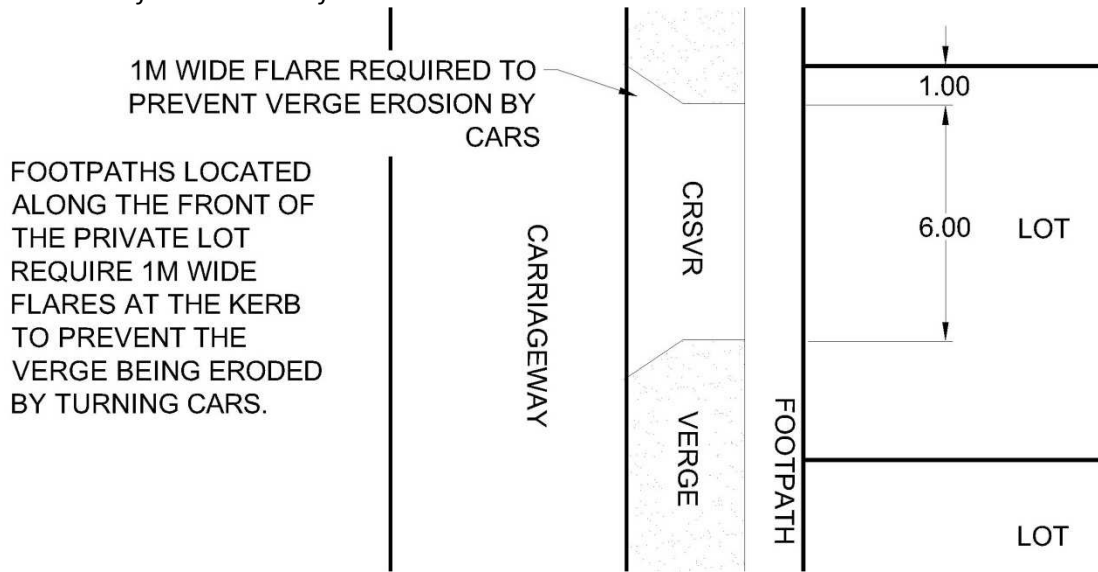 1M WIDE FLARE REQUIRED TO
PREVENT VERGE EROSION BY
CARS
FOOTPATHS LOCATED
ALONG THE FRONT OF
THE PRIVATE LOT
REQUIRE 1M WIDE
FLARES AT THE KERB
TO PREVENT THE
VERGE BEING ERODED
BY TURNING CARS.
CARRIAGEWAY
CRSVR
VERGE
FOOTPATH
1.00
6.00
LOT
LOT